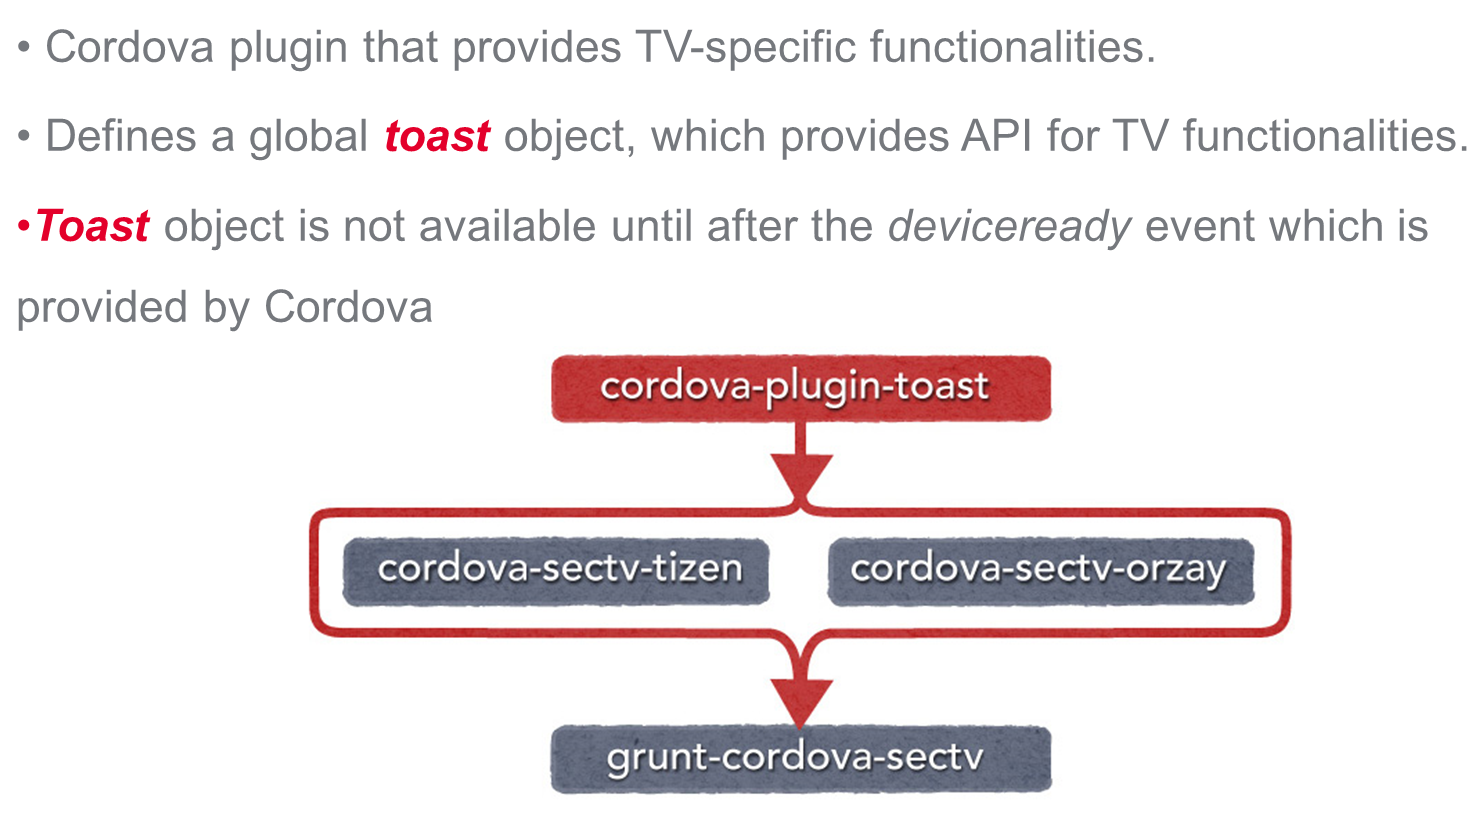 • Cordova plugin that provides TV-specific functionalities.
• Defines a global toast object, which provides API for TV functionalities.
•Toast object is not available until after the deviceready event which is
provided by Cordova
cordova-plugin-toast
cordova-sectv-tizen
cordova-sectv-orzay
grunt-cordova-sectv